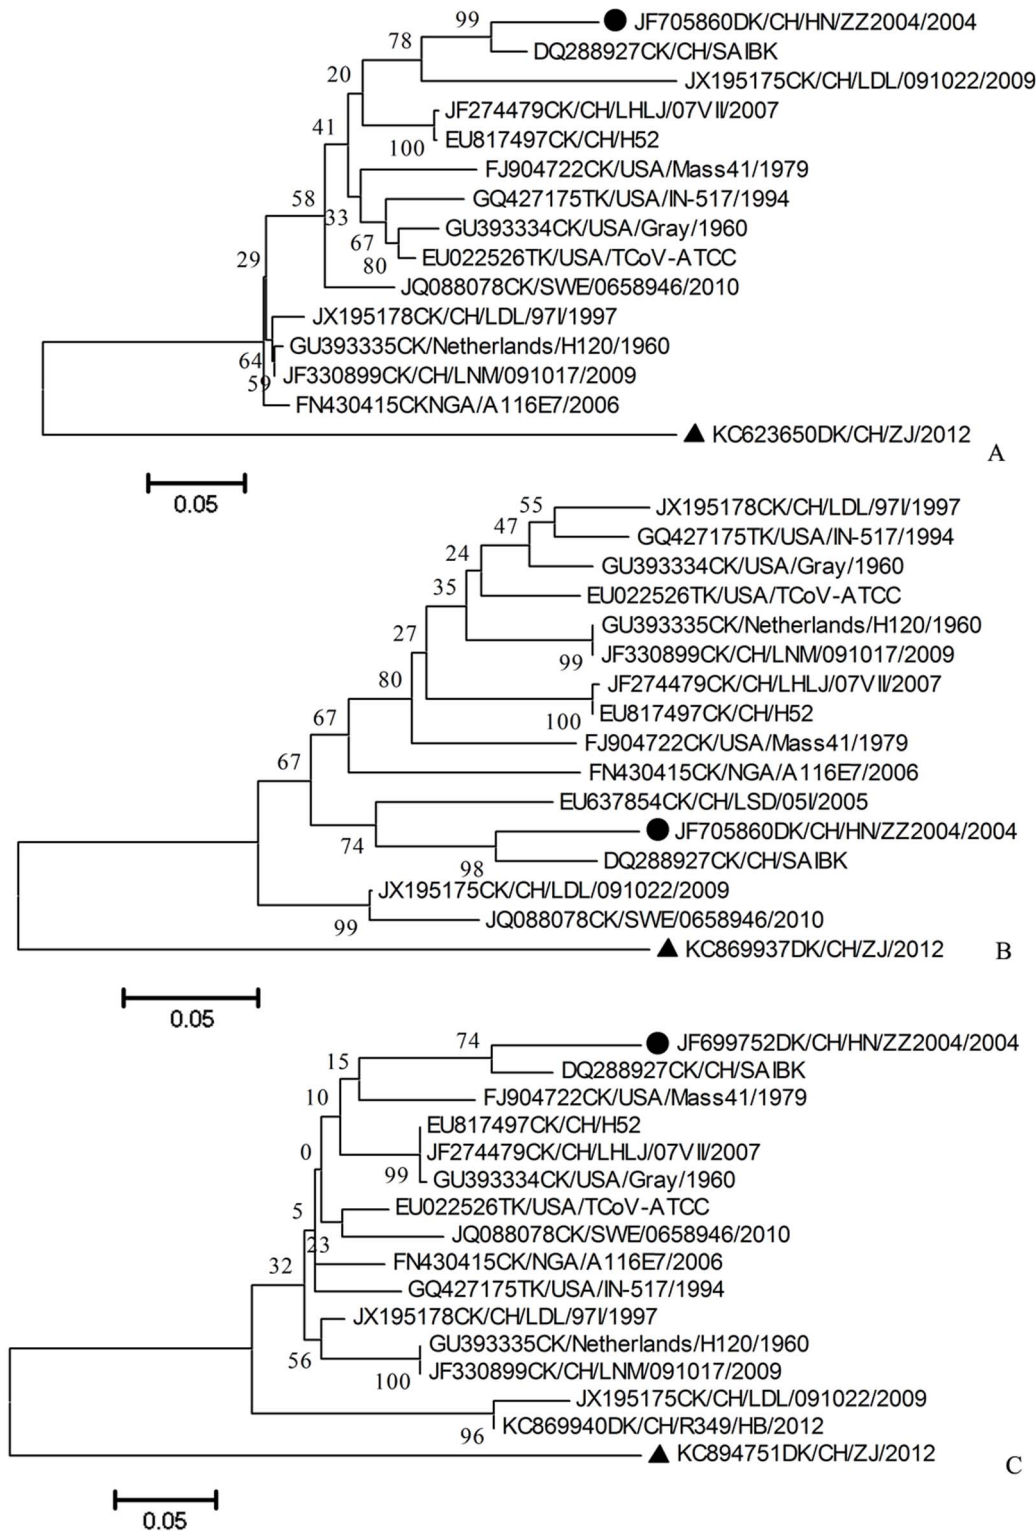 99
JF705860DK/CH/HN/ZZ2004/2004
78
DQ288927CK/CH/SAIBK
20
JX195175CK/CH/LDL/091022/2009
JF274479CK/CH/LHLJ/07VII/2007
41
100
EU817497CK/CH/H52
FJ904722CK/USA/Mass41/1979
58
33
GQ427175TK/USA/IN-517/1994
67
GU393334CK/USA/Gray/1960
29
80
EU022526TK/USA/TCoV-ATCC
JQ088078CK/SWE/0658946/2010
JX195178CK/CH/LDL/97I/1997
64
GU393335CK/Netherlands/H120/1960
59
JF330899CK/CH/LNM/091017/2009
FN430415CKNGA/A116E7/2006
KC623650DK/CH/ZJ/2012
A
0.05
55
JX195178CK/CH/LDL/97I/1997
47
GQ427175TK/USA/IN-517/1994
24
GU393334CK/USA/Gray/1960
35
EU022526TK/USA/TCoV-ATCC
27
GU393335CK/Netherlands/H120/1960
99
JF330899CK/CH/LNM/091017/2009
80
JF274479CK/CH/LHLJ/07VII/2007
100
EU817497CK/CH/H52
67
FJ904722CK/USA/Mass41/1979
67
FN430415CK/NGA/A116E7/2006
EU637854CK/CH/LSD/05I/2005
74
JF705860DK/CH/HN/ZZ2004/2004
98
DQ288927CK/CH/SAIBK
JX195175CK/CH/LDL/091022/2009
99
JQ088078CK/SWE/0658946/2010
KC869937DK/CH/ZJ/2012
B
0.05
74
JF699752DK/CH/HN/ZZ2004/2004
15
DQ288927CK/CH/SAIBK
10
FJ904722CK/USA/Mass41/1979
EU817497CK/CH/H52
0
JF274479CK/CH/LHLJ/07VII/2007
99
GU393334CK/USA/Gray/1960
5
EU022526TK/USA/TCoV-ATCC
23
JQ088078CK/SWE/0658946/2010
32
FN430415CK/NGA/A116E7/2006
GQ427175TK/USA/IN-517/1994
JX195178CK/CH/LDL/97I/1997
56
GU393335CK/Netherlands/H120/1960
100
JF330899CK/CH/LNM/091017/2009
JX195175CK/CH/LDL/091022/2009
96
KC869940DK/CH/R349/HB/2012
KC894751DK/CH/ZJ/2012
C
0.05